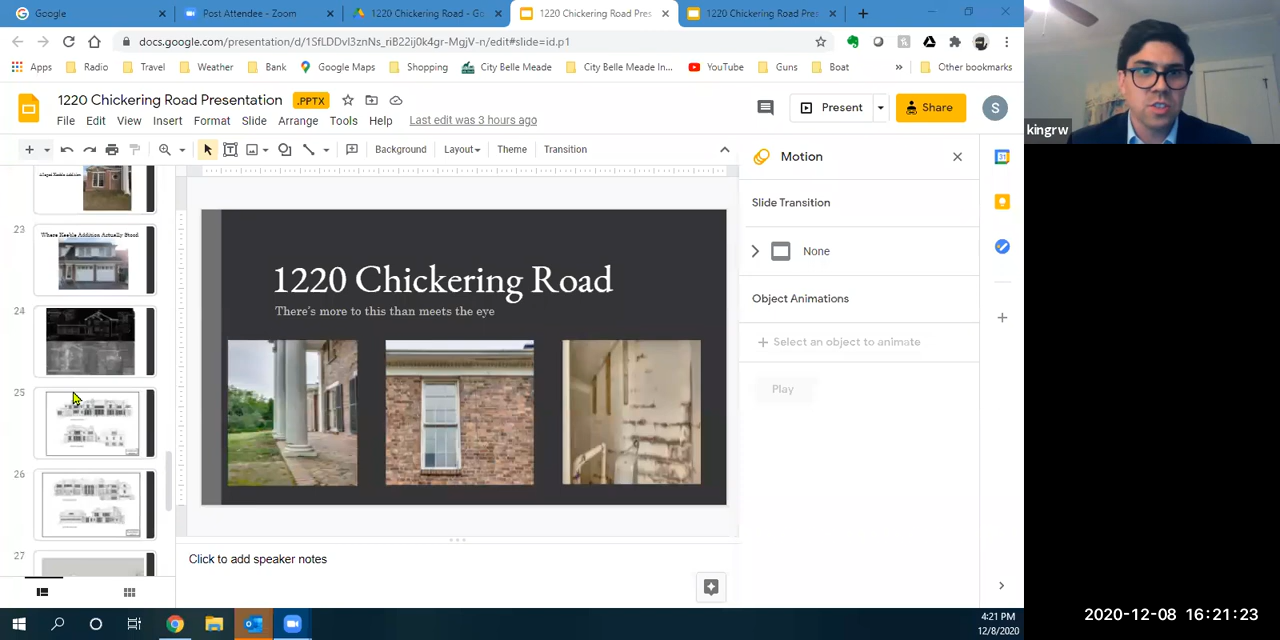 Google
Post Attendee - Zoom
1220 Chickering Road - Go
1220 Chickering Road Pres
1220 Chickering Road Pres
docs.google.com/presentation/d/1SfLDDvl3znNs_riB22ij0k4gr-MgjV-n/edit#slide=id.p1
Apps Radio Travel Weather Bank Google Maps Shopping City Belle Meade City Belle Meade In... YouTube Guns Boat » Other bookmarks
kingrw
1220 Chickering Road Presentation .PPTX
Present
Share
S
File Edit View Insert Format Slide Arrange Tools Help Last edit was 3 hours ago
Background Layout Theme Transition
Motion
31
Slide Transition
None
Object Animations
Select an object to animate
Play
23
Where Keeble Addition Actually Stood
24
25
26
27
1220 Chickering Road
There's more to this than meets the eye
Click to add speaker notes
4:21 PM
12/8/2020
2020-12-08 16:21:23